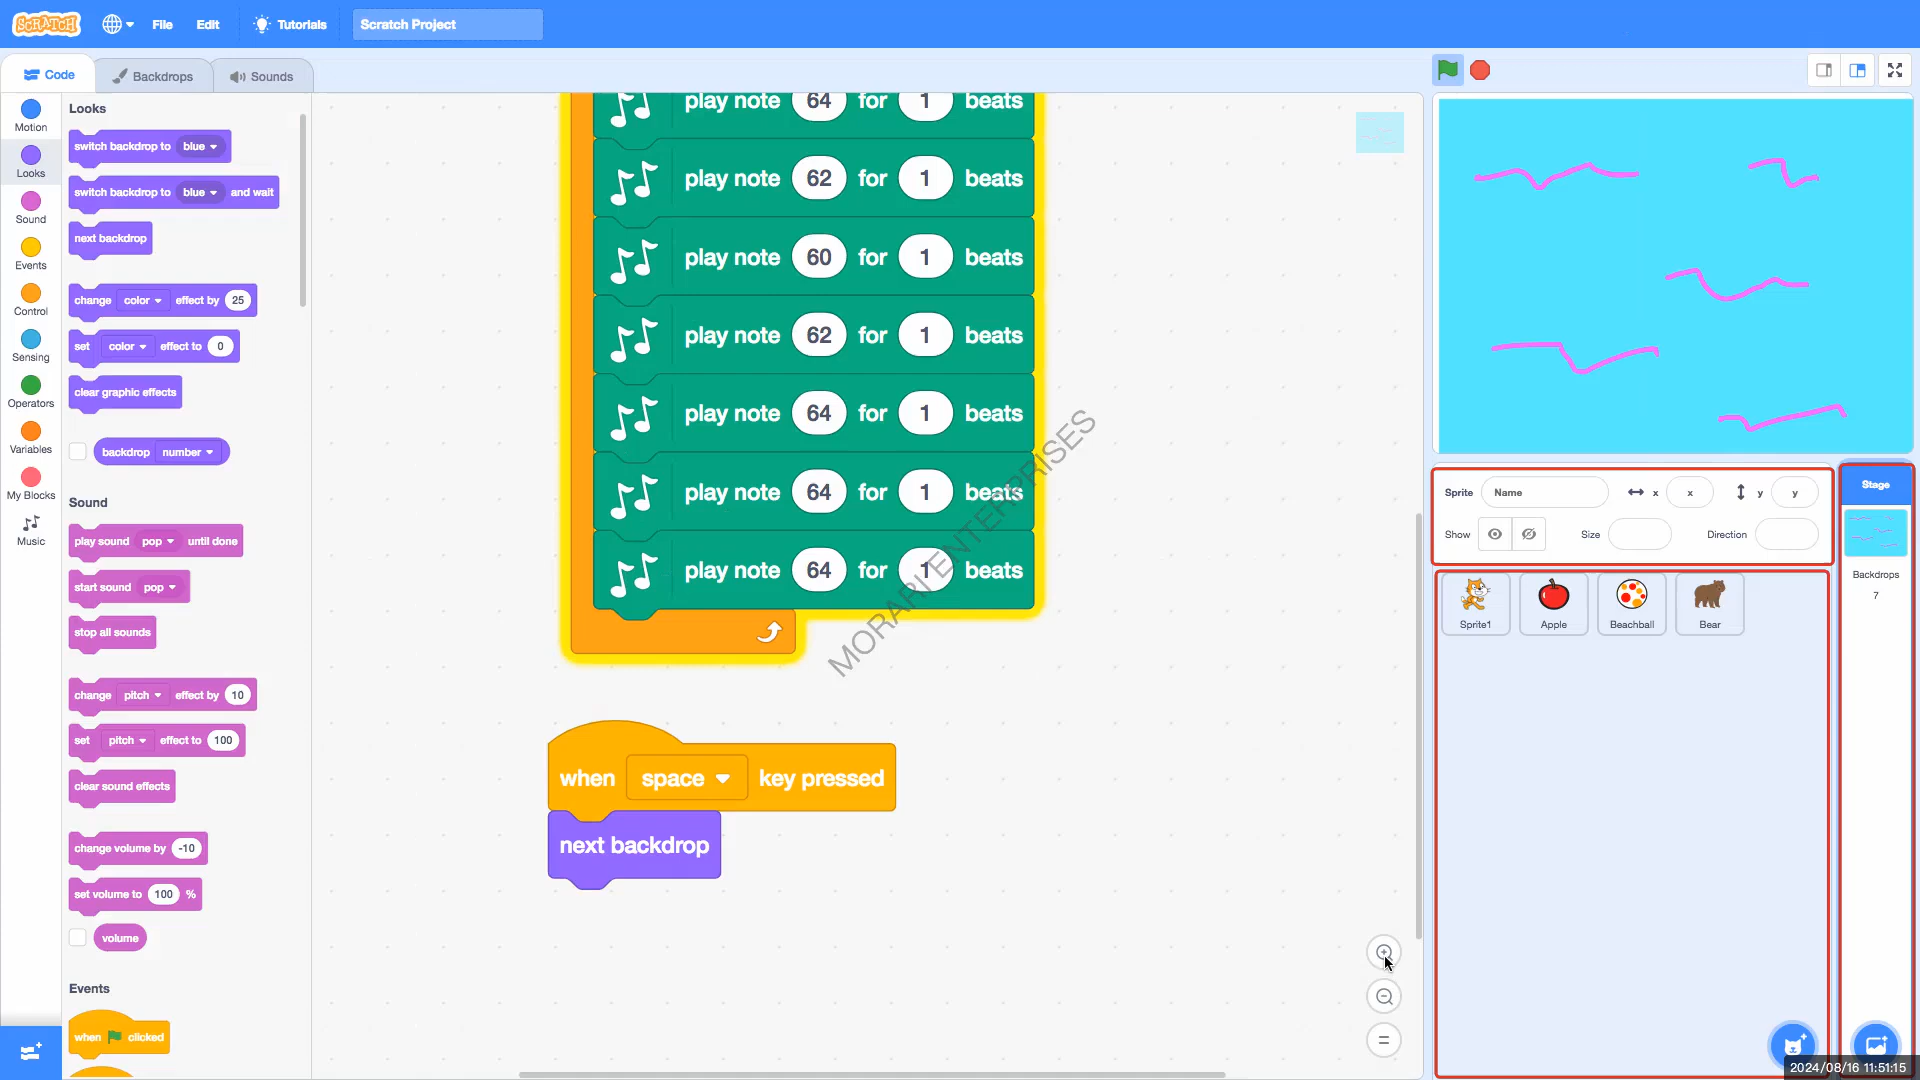 SCRATCH
File Edit Tutorials Scratch Project
Code Backdrops Sounds
Motion
Looks
Sound
Events
Control
Sensing
Operators
Variables
My Blocks
Music
Looks
switch backdrop to blue
switch backdrop to blue and wait
next backdrop
change color effect by 25
set color effect to 0
clear graphic effects
backdrop number
Sound
play sound pop until done
start sound pop
stop all sounds
change pitch effect by 10
set pitch effect to 100
clear sound effects
change volume by -10
set volume to 100 %
volume
Events
when clicked
play note 64 for 1 beats
play note 62 for 1 beats
play note 60 for 1 beats
play note 62 for 1 beats
play note 64 for 1 beats
play note 64 for 1 beats
play note 64 for 1 beats
when space key pressed
next backdrop
MORARI ENTERPRISES
Sprite Name x x y y
Show Size Direction
Sprite1 Apple Beachball Bear
Stage
Backdrops
7
2024/08/16 11:51:15